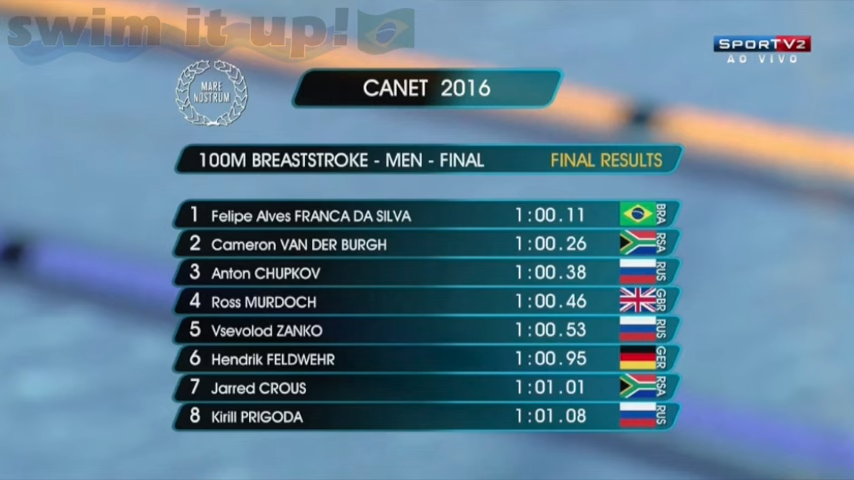 swim it up!
SPORTV2
AO VIVO
MARE
NOSTRUM
CANET 2016
100M BREASTSTROKE - MEN - FINAL FINAL RESULTS
1 Felipe Alves FRANCA DA SILVA 1:00.11 BRA
2 Cameron VAN DER BURGH 1:00.26 RSA
3 Anton CHUPKOV 1:00.38 RUS
4 Ross MURDOCH 1:00.46 GBR
5 Vsevolod ZANKO 1:00.53 RUS
6 Hendrik FELDWEHR 1:00.95 GER
7 Jarred CROUS 1:01.01 RSA
8 Kirill PRIGODA 1:01.08 RUS